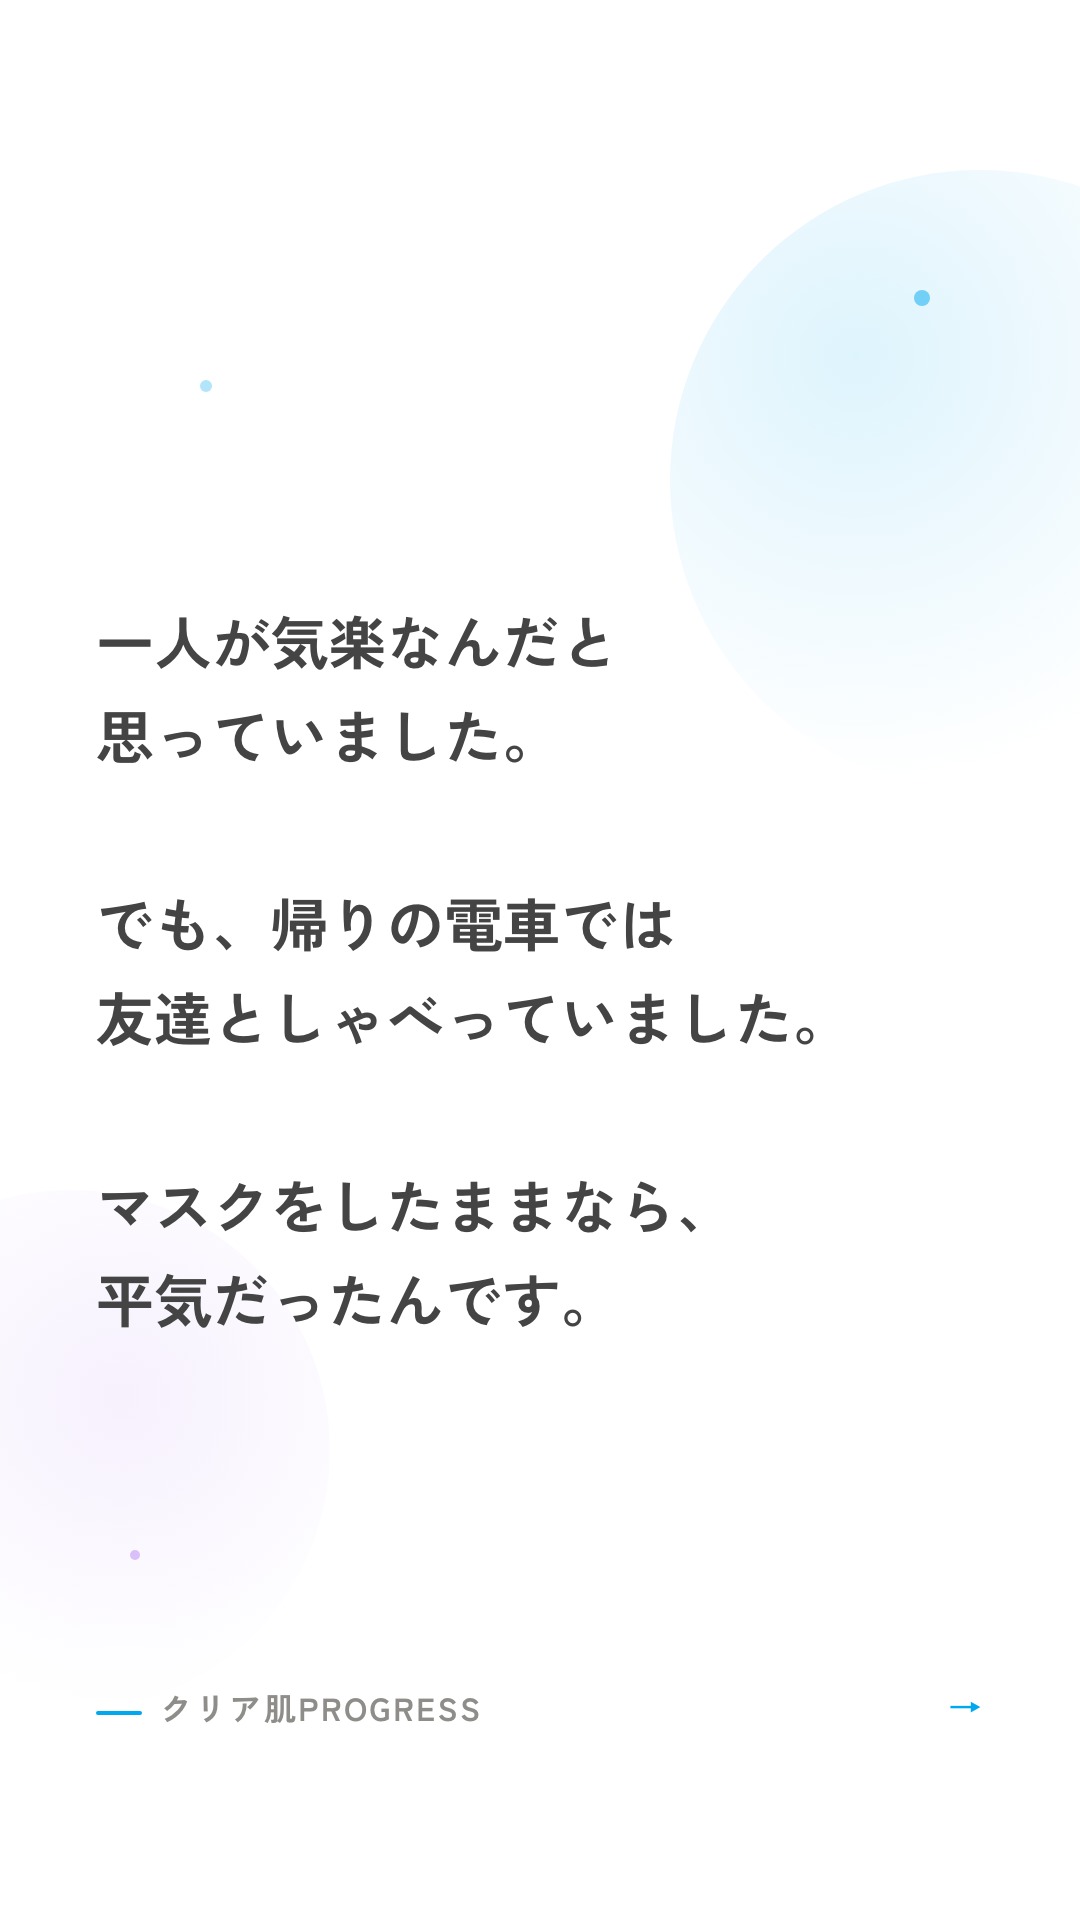 一人が気楽なんだと
思っていました。
でも、帰りの電車では
友達としゃべっていました。
マスクをしたままなら、
平気だったんです。
クリア肌PROGRESS
→